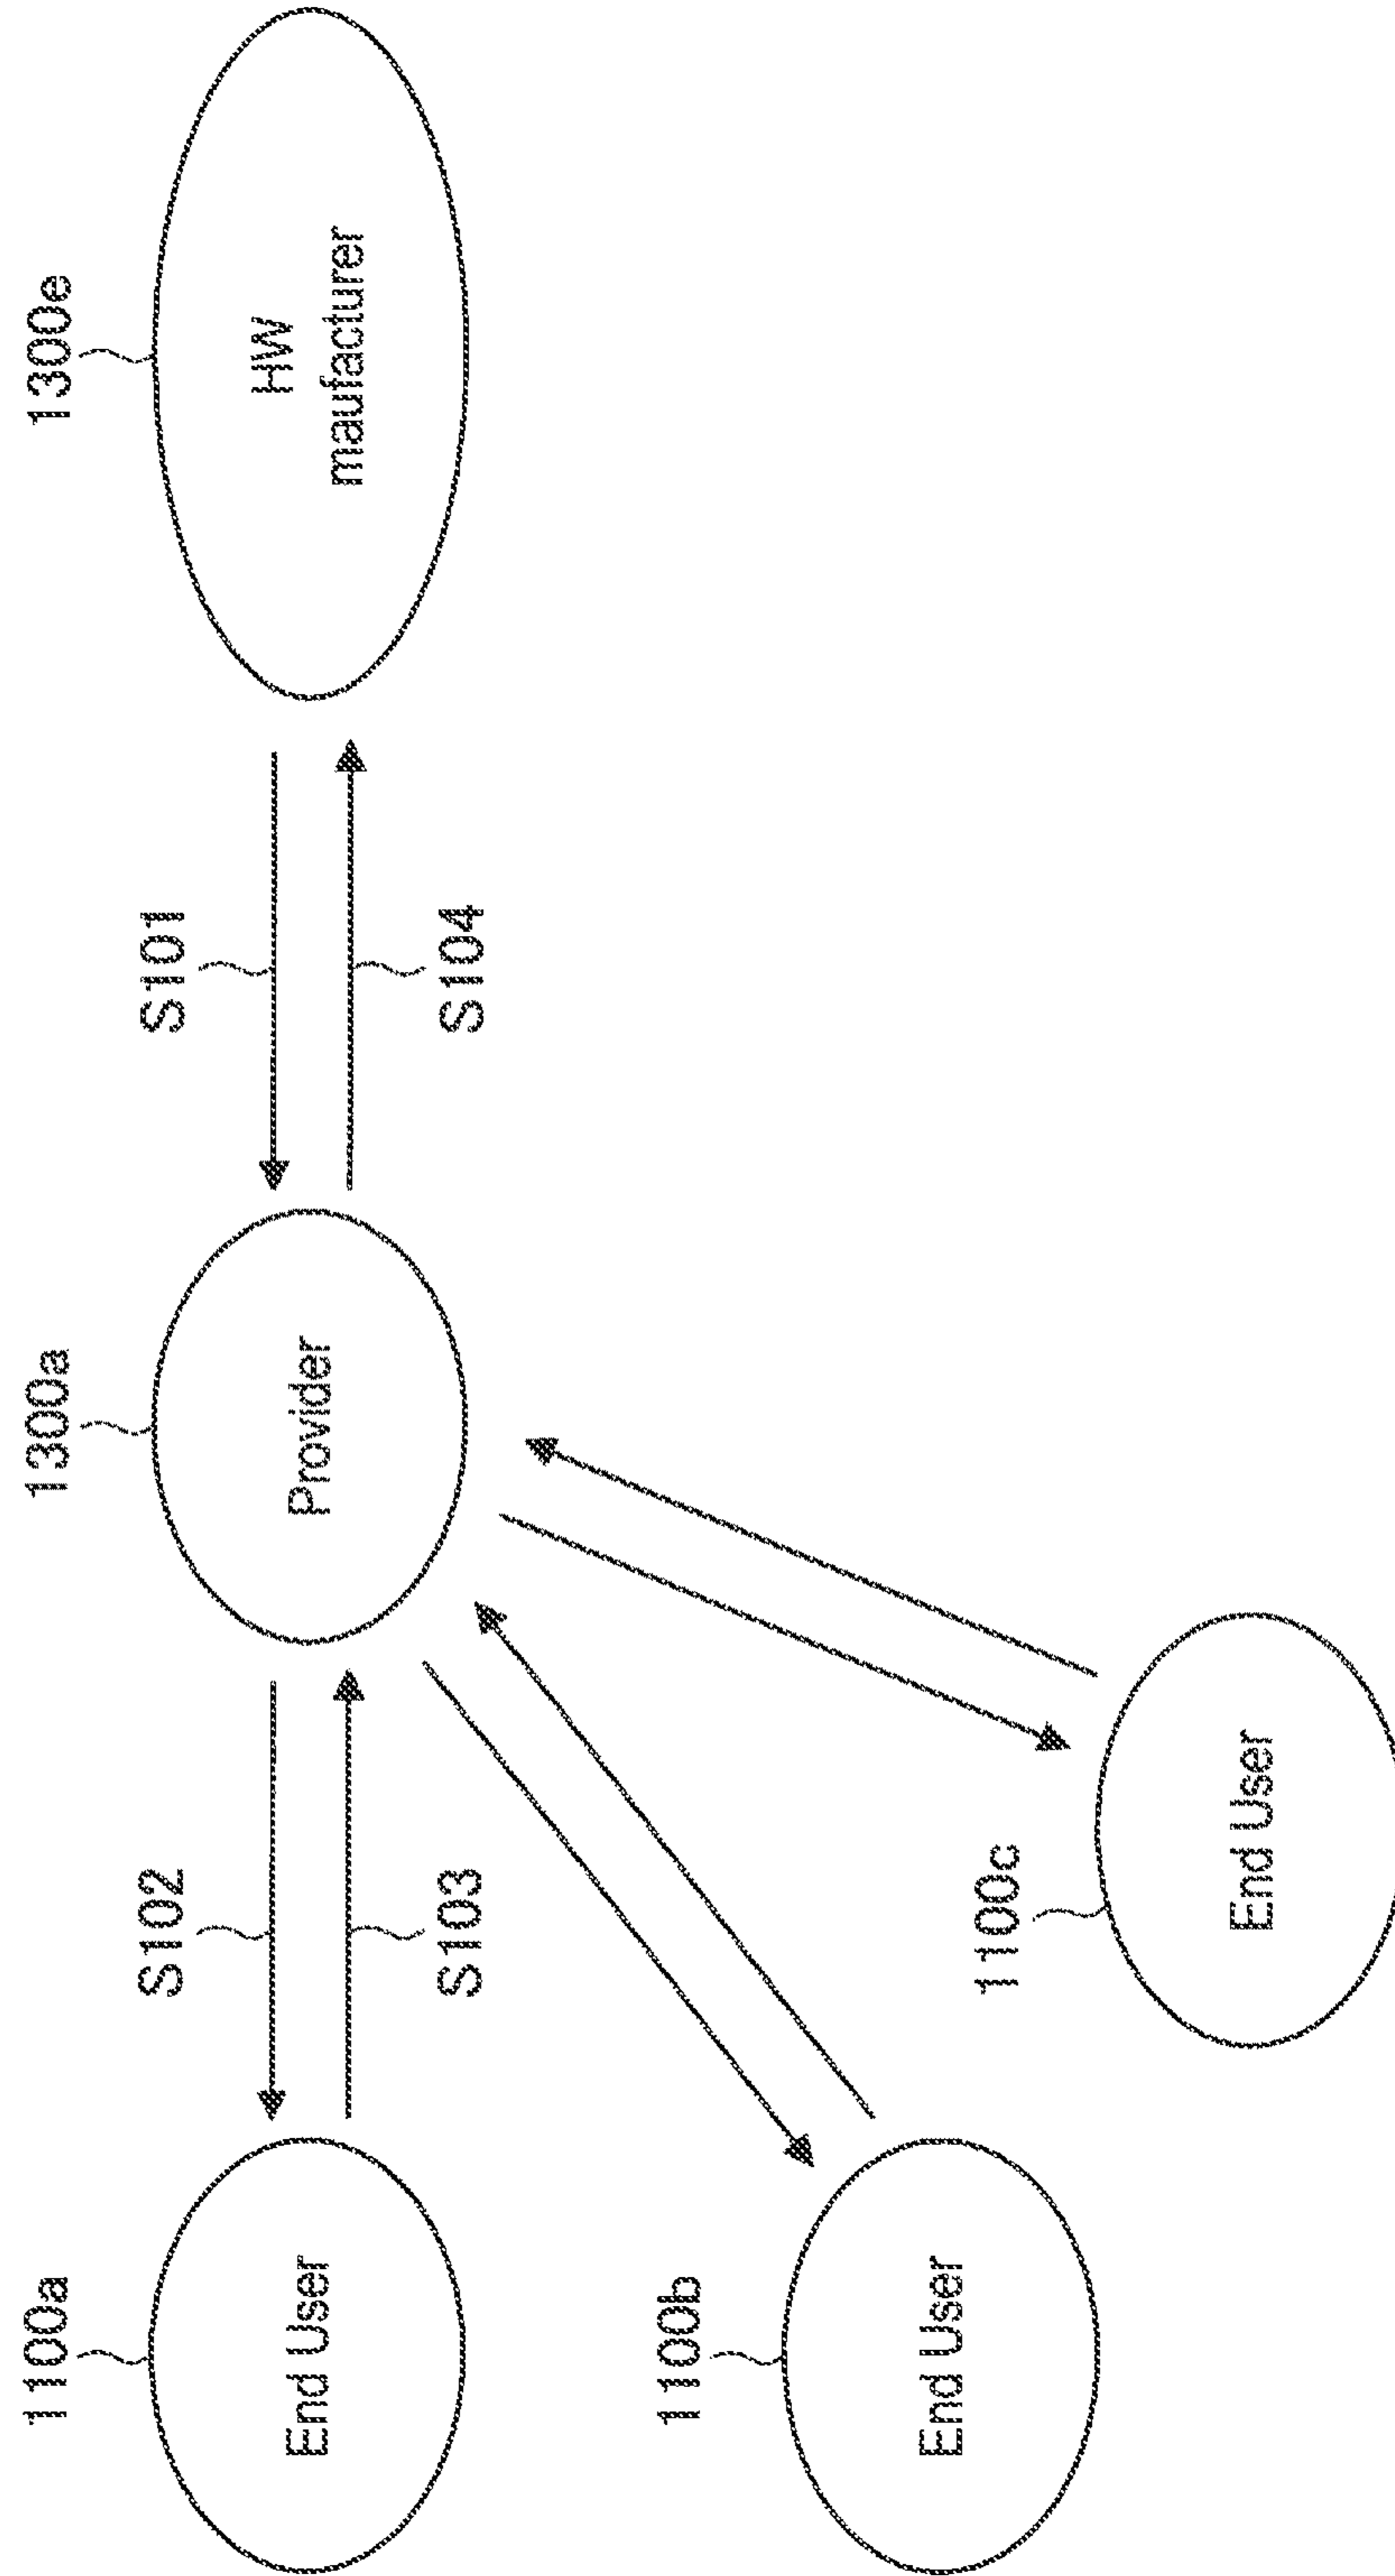 1100a
End User
S102
S103
1300a
Provider
S101
S104
1300e
HW
maufacturer
1100b
End User
1100c
End User